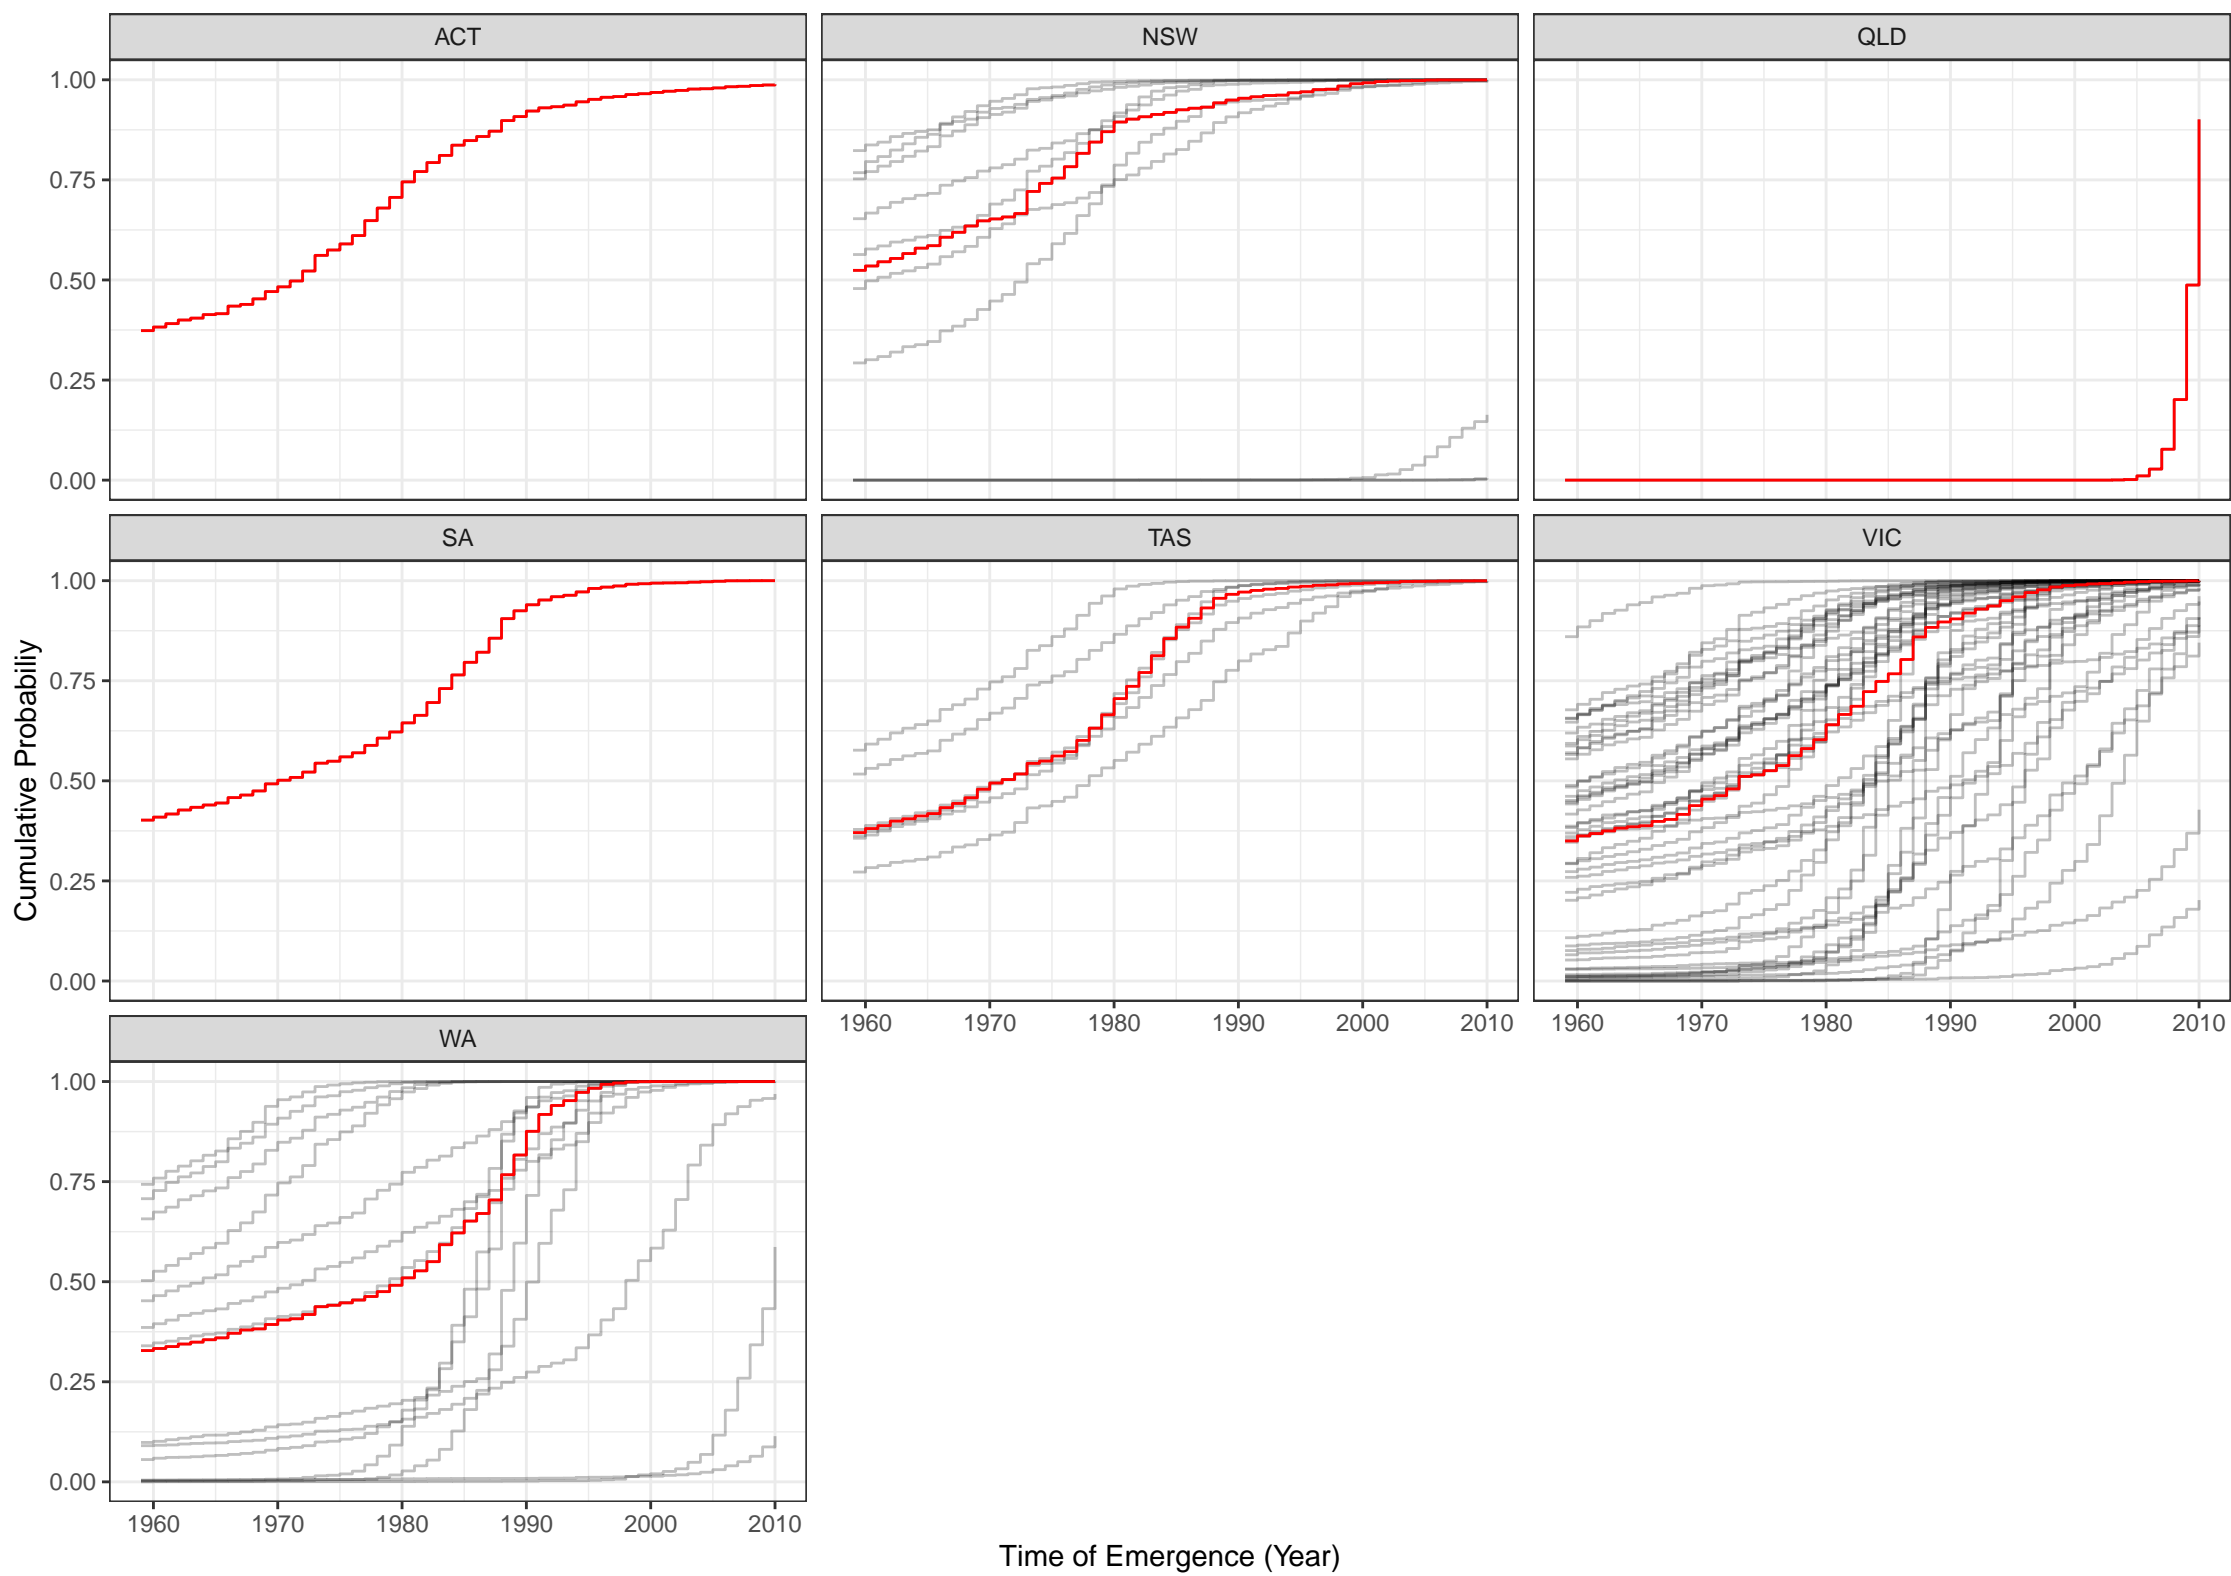 ACT NSW QLD
1.00
0.75
0.50
0.25
0.00
SA TAS VIC
1.00
0.75
0.50
0.25
0.00
1960 1970 1980 1990 2000 2010 1960 1970 1980 1990 2000 2010
WA
1.00
0.75
0.50
0.25
0.00
1960 1970 1980 1990 2000 2010
Cumulative Probabiliy
Time of Emergence (Year)